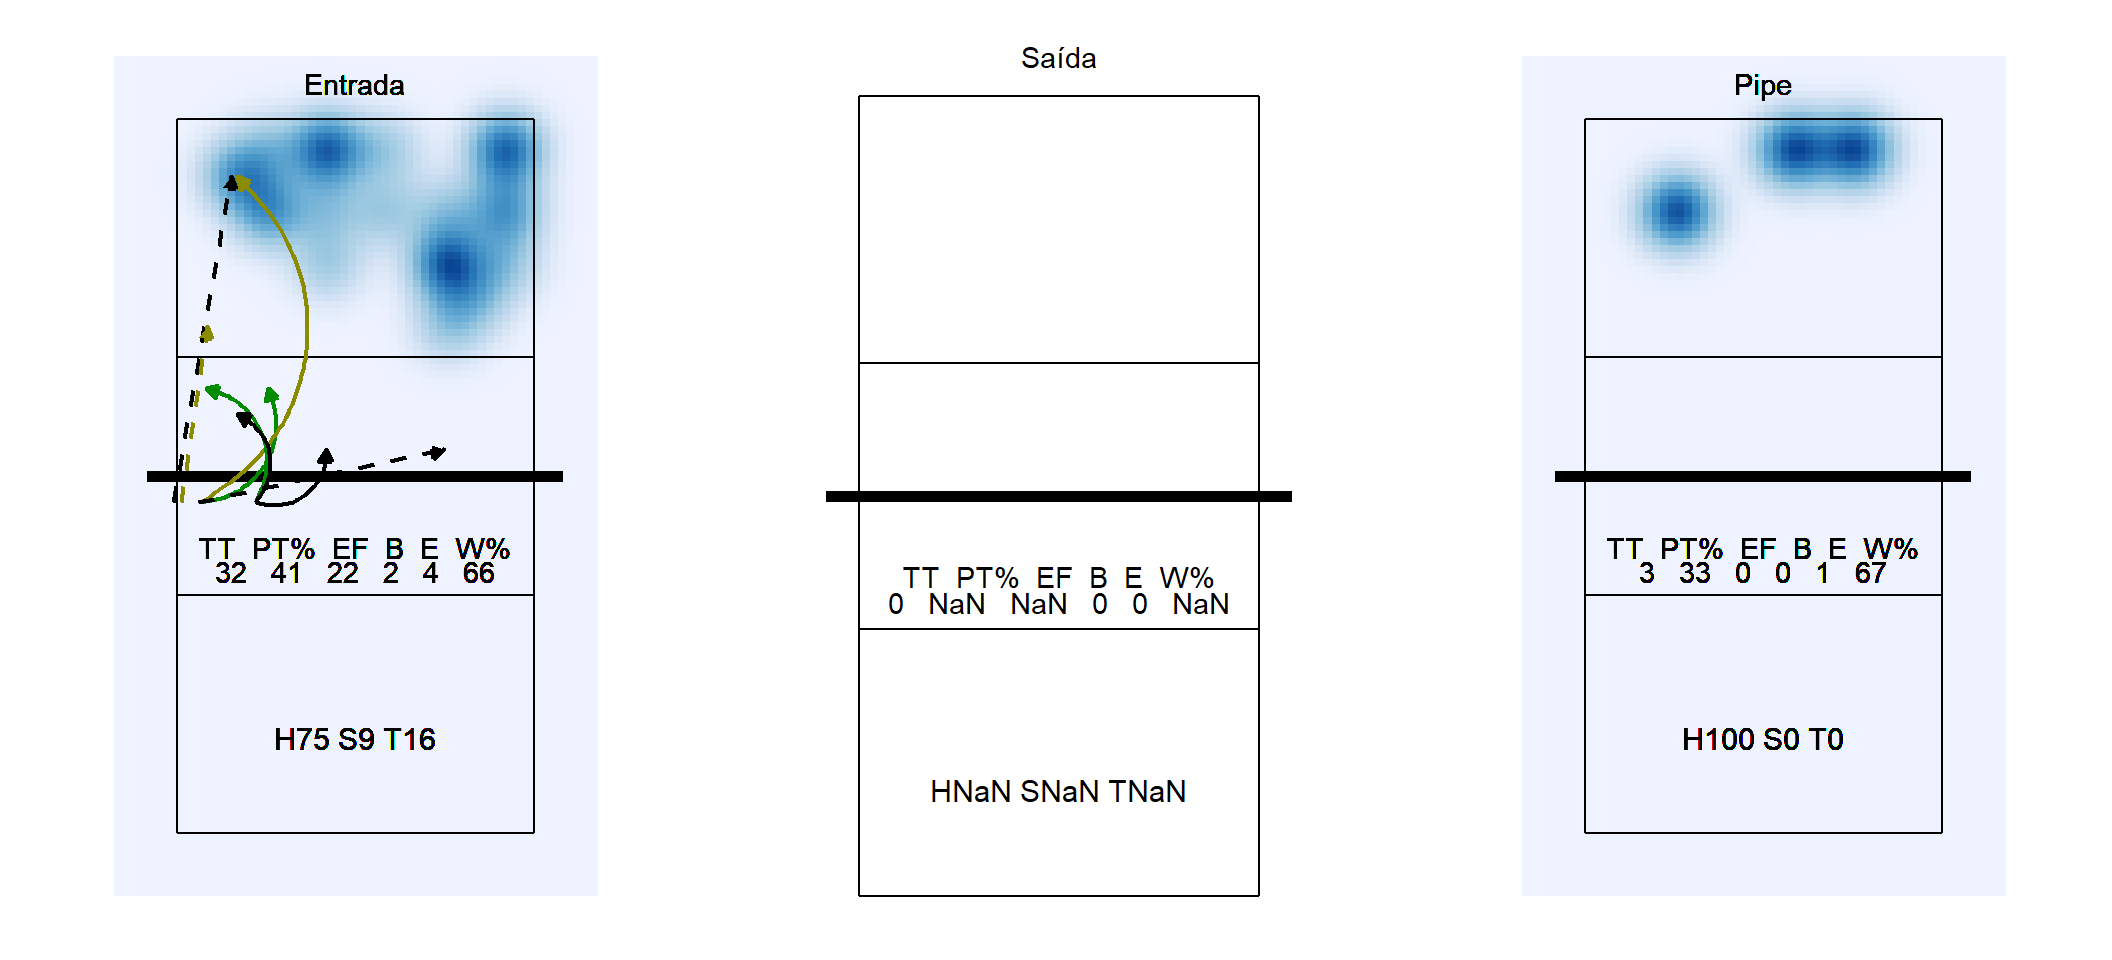 Entrada
TT PT% EF B E W%
32 41 22 2 4 66
H75 S9 T16
Saída
TT PT% EF B E W%
0 NaN NaN 0 0 NaN
HNaN SNaN TNaN
Pipe
TT PT% EF B E W%
3 33 0 0 1 67
H100 S0 T0